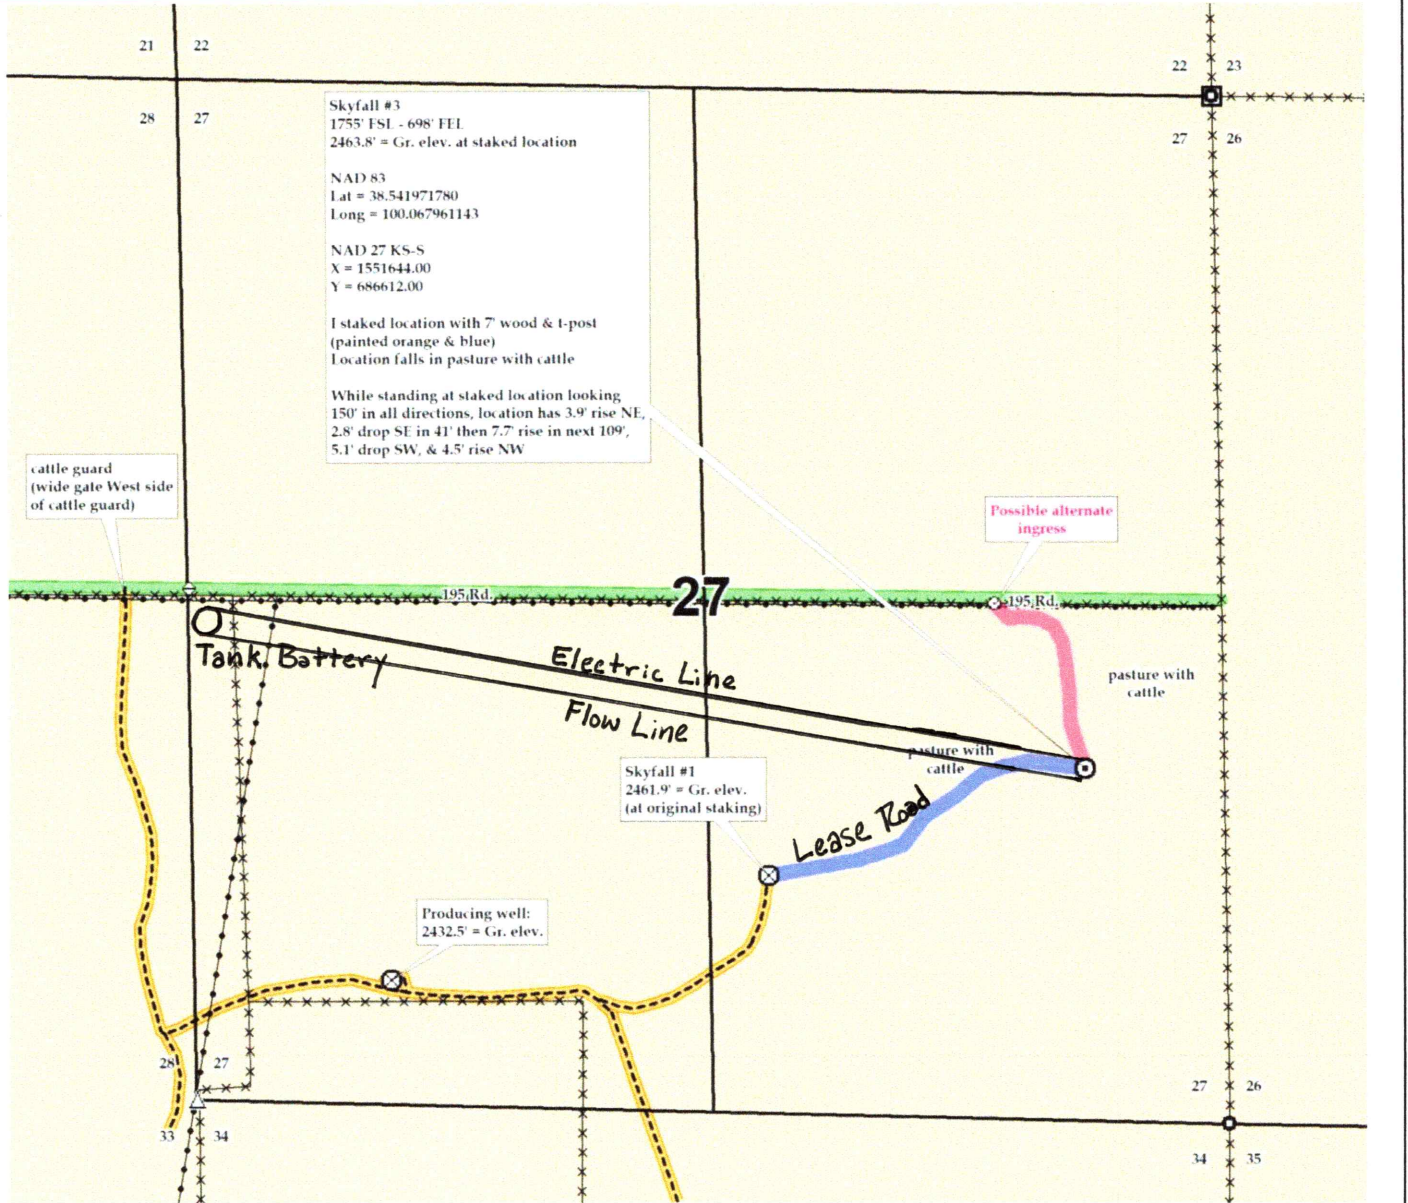 21 22
22 23
28 27
27 26
Skyfall #3
1755' FSL - 698' FEL
2463.8' = Gr. elev. at staked location
NAD 83
Lat = 38.541971780
Long = 100.067961143
NAD 27 KS-S
X = 1551644.00
Y = 686612.00
I staked location with 7' wood & t-post
(painted orange & blue)
Location falls in pasture with cattle
While standing at staked location looking
150' in all directions, location has 3.9' rise NE,
2.8' drop SE in 41' then 7.7' rise in next 109',
5.1' drop SW, & 4.5' rise NW
cattle guard
(wide gate West side
of cattle guard)
Possible alternate
ingress
195 Rd.
27
195 Rd.
Tank Battery
Electric Line
Flow Line
pasture with
cattle
pasture with
cattle
Skyfall #1
2461.9' = Gr. elev.
(at original staking)
Lease Road
Producing well:
2432.5' = Gr. elev.
28 27
27 26
33 34
34 35